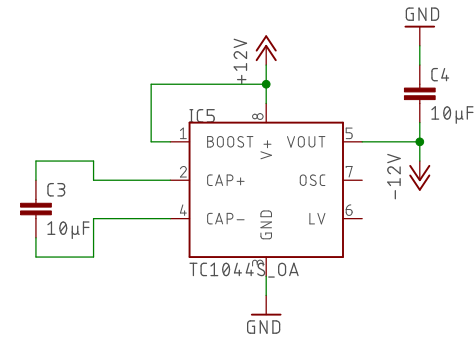 GND
+12V
C4
10µF
IC5
8
1
BOOST
V+
VOUT
5
-12V
2
CAP+
OSC
7
C3
10µF
4
CAP-
GND
LV
6
3
TC1044S_OA
GND